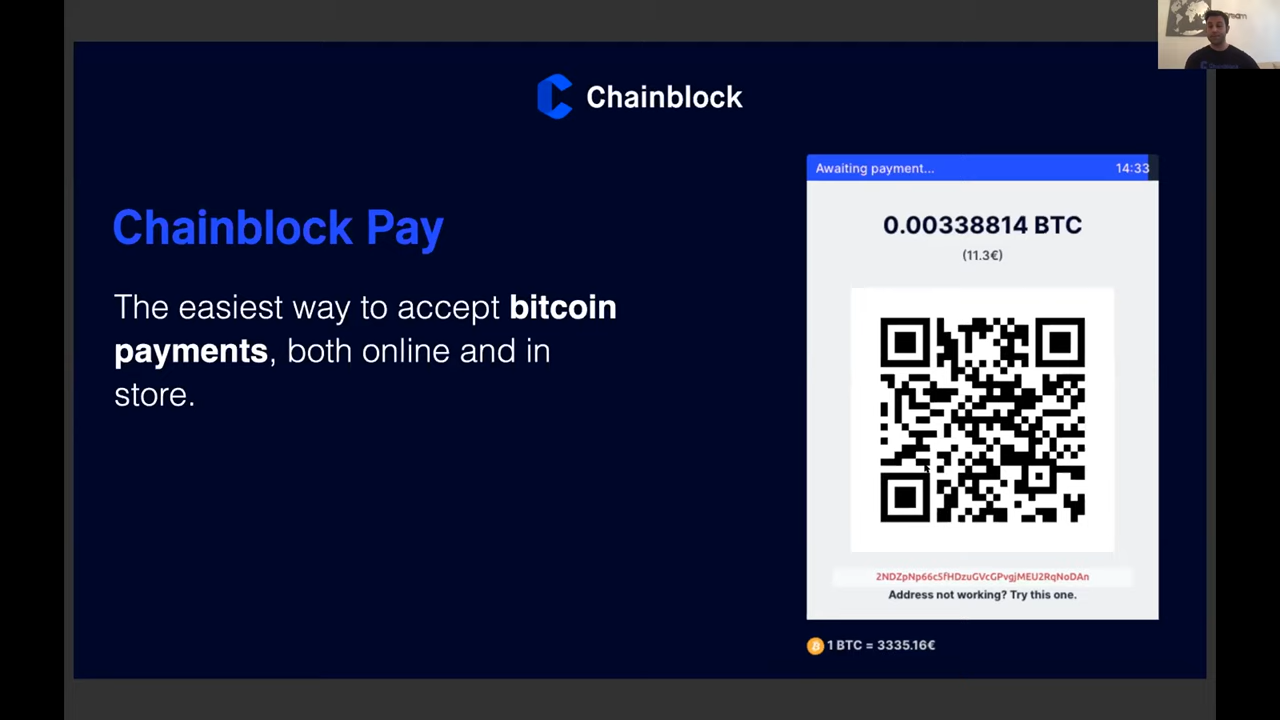 Chainblock
Chainblock Pay
The easiest way to accept bitcoin
payments, both online and in
store.
Awaiting payment... 14:33
0.00338814 BTC
(11.3€)
2NDZpNp66c5fHDzuGVcGPvgjMEU2RqNoDAn
Address not working? Try this one.
1 BTC = 3335.16€